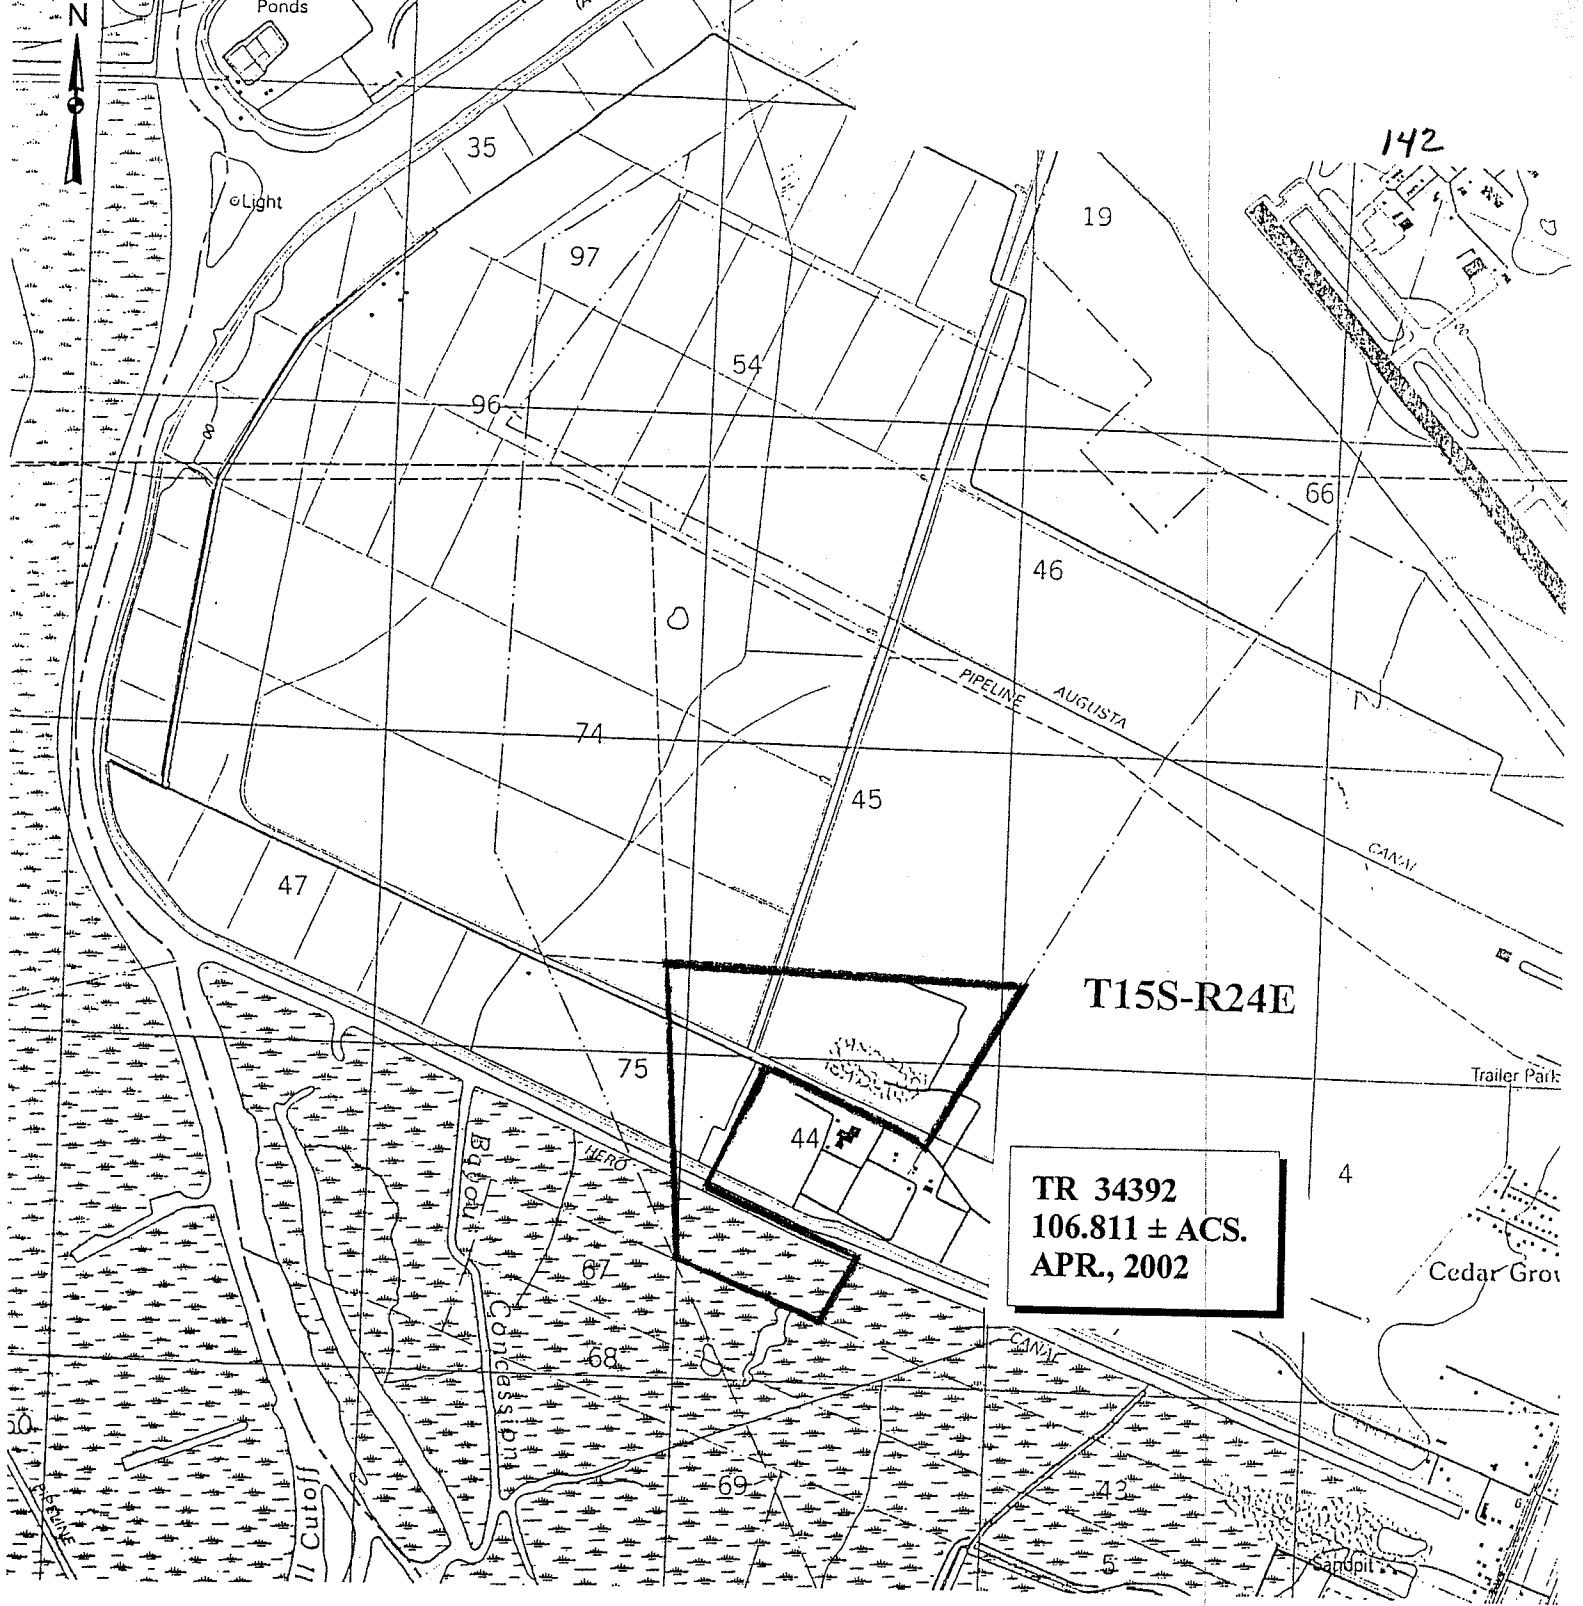 N
Ponds
142
35
Light
19
97
54
96
66
46
PIPELINE
AUGUSTA
74
45
CANAL
47
T15S-R24E
75
Trailer Park
44
HERO
Bayou
4
TR 34392
106.811 ± ACS.
APR., 2002
67
Cedar Grov
Concession
CANAL
68
69
43
PIPELINE
Cutoff
5
Sandpit